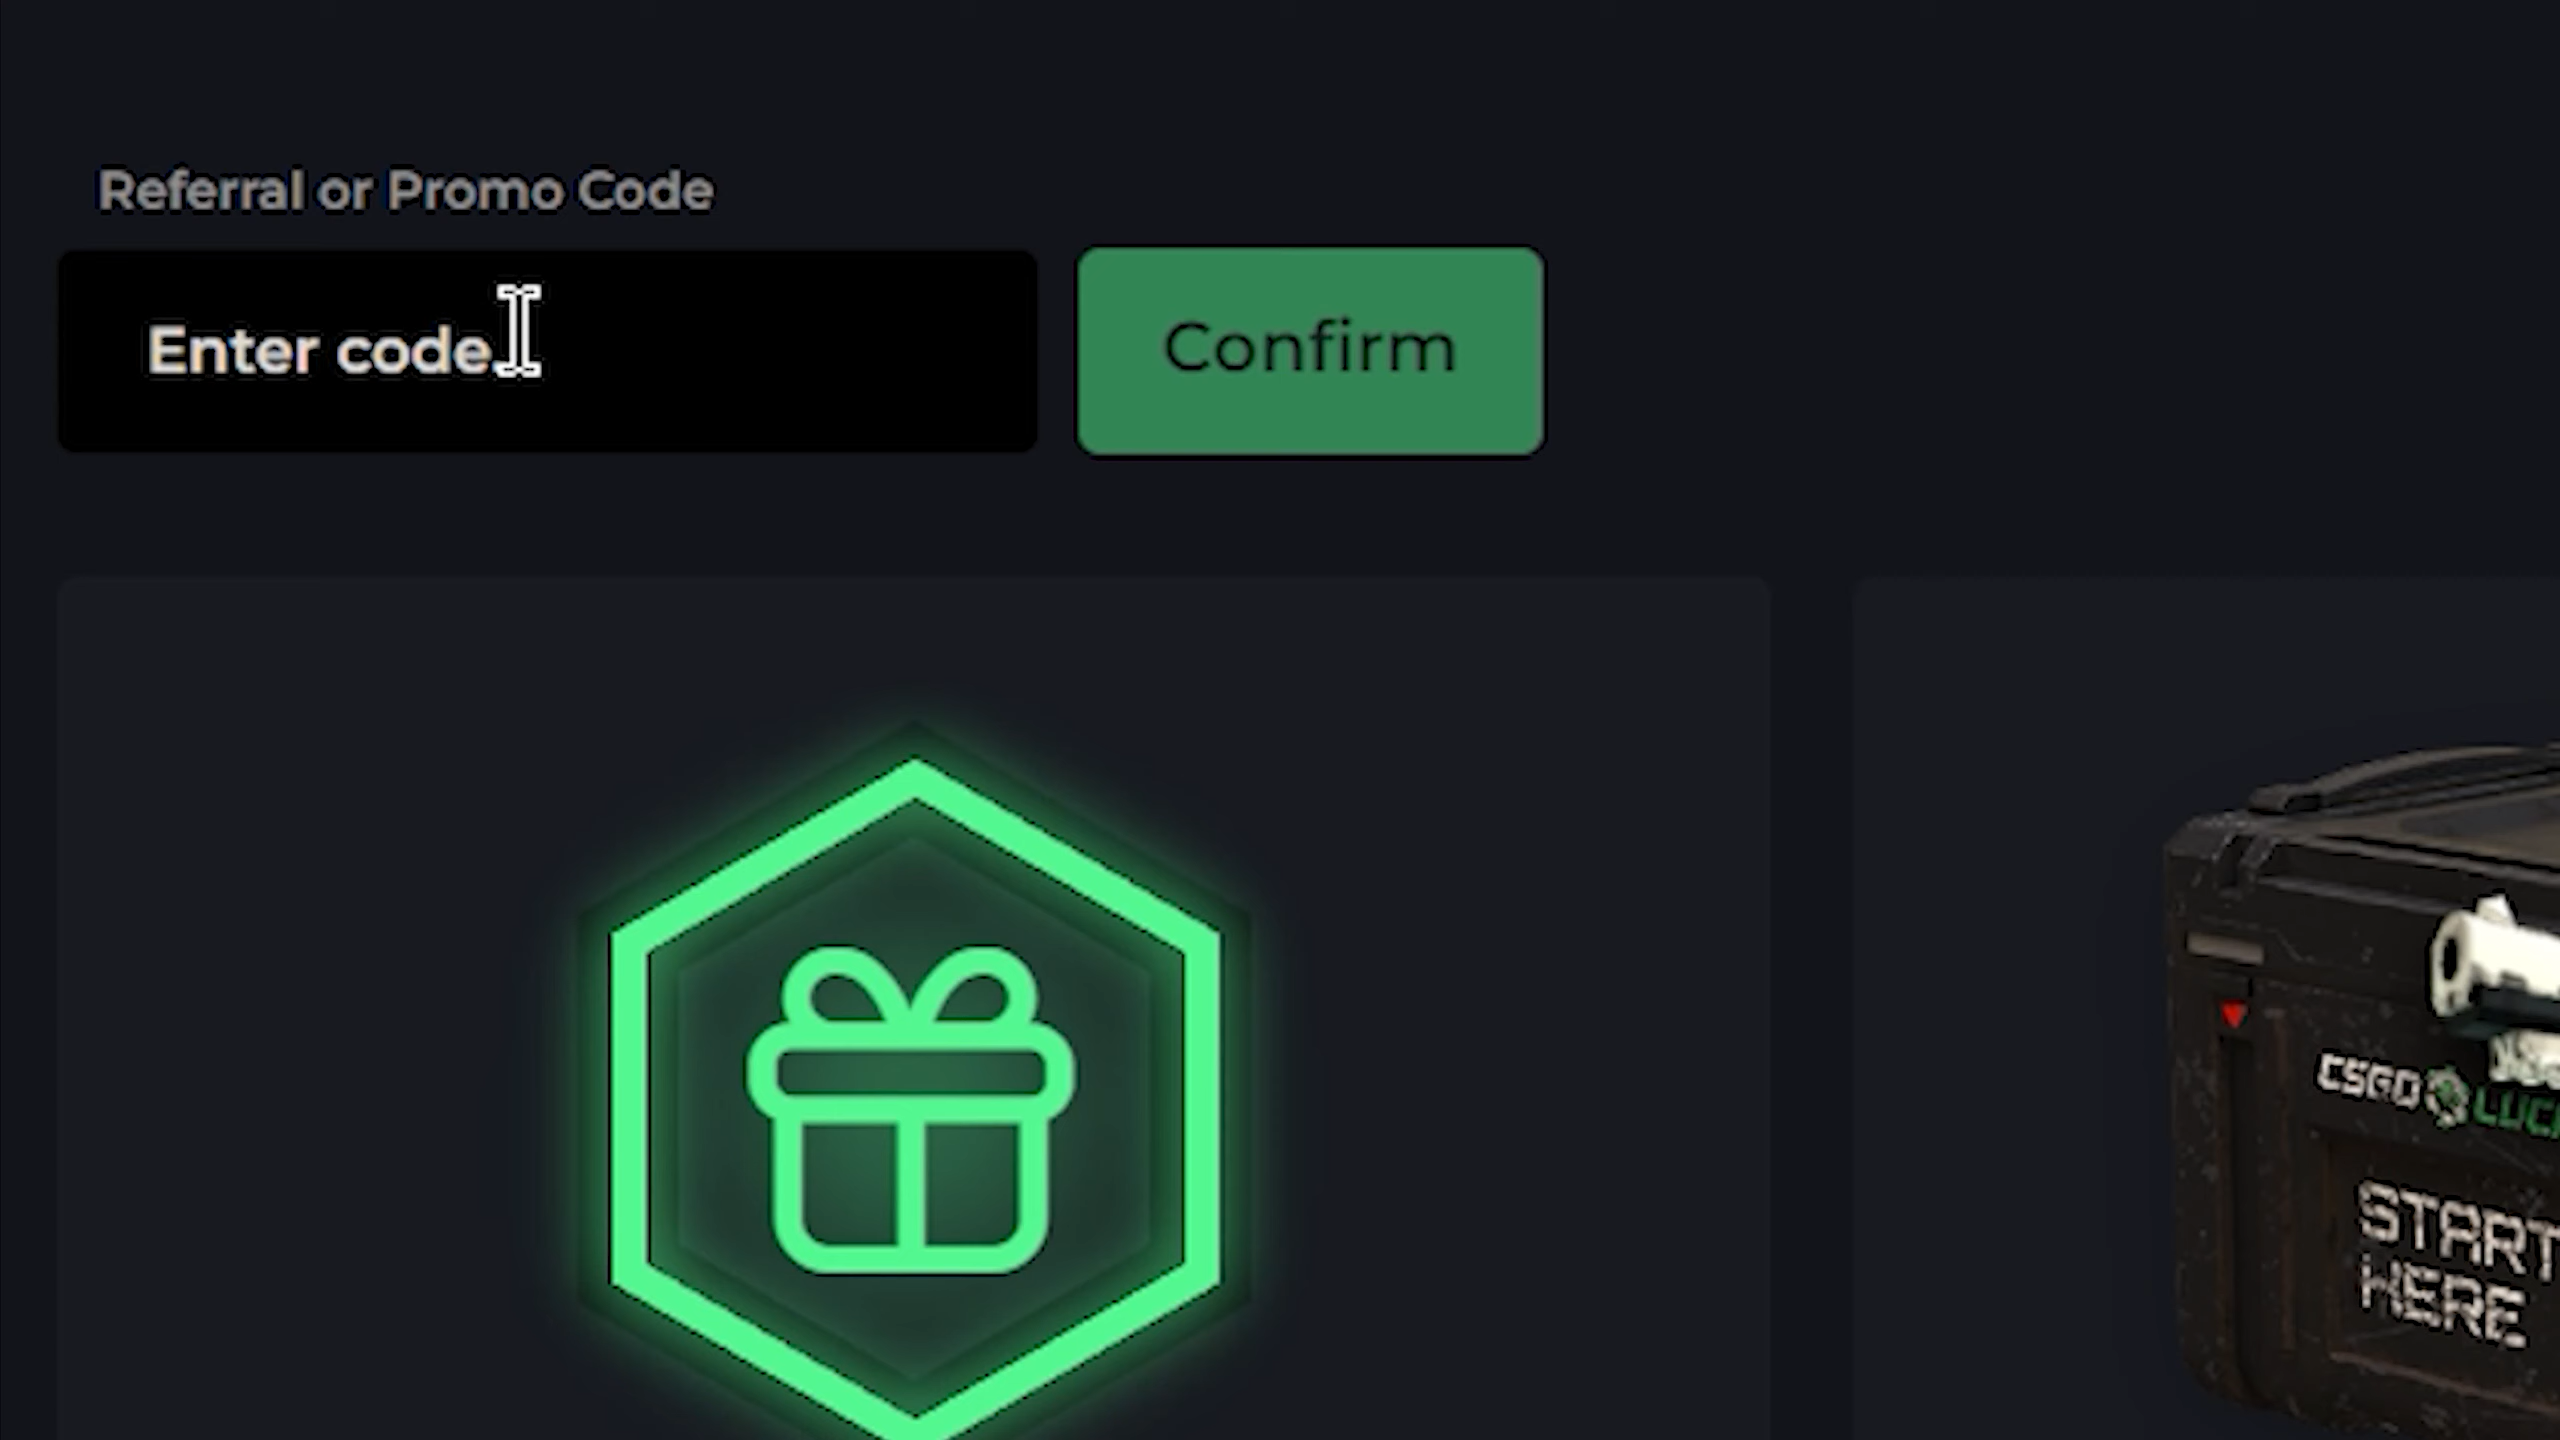 Referral or Promo Code
Enter code.
Confirm
CSGO
START
HERE